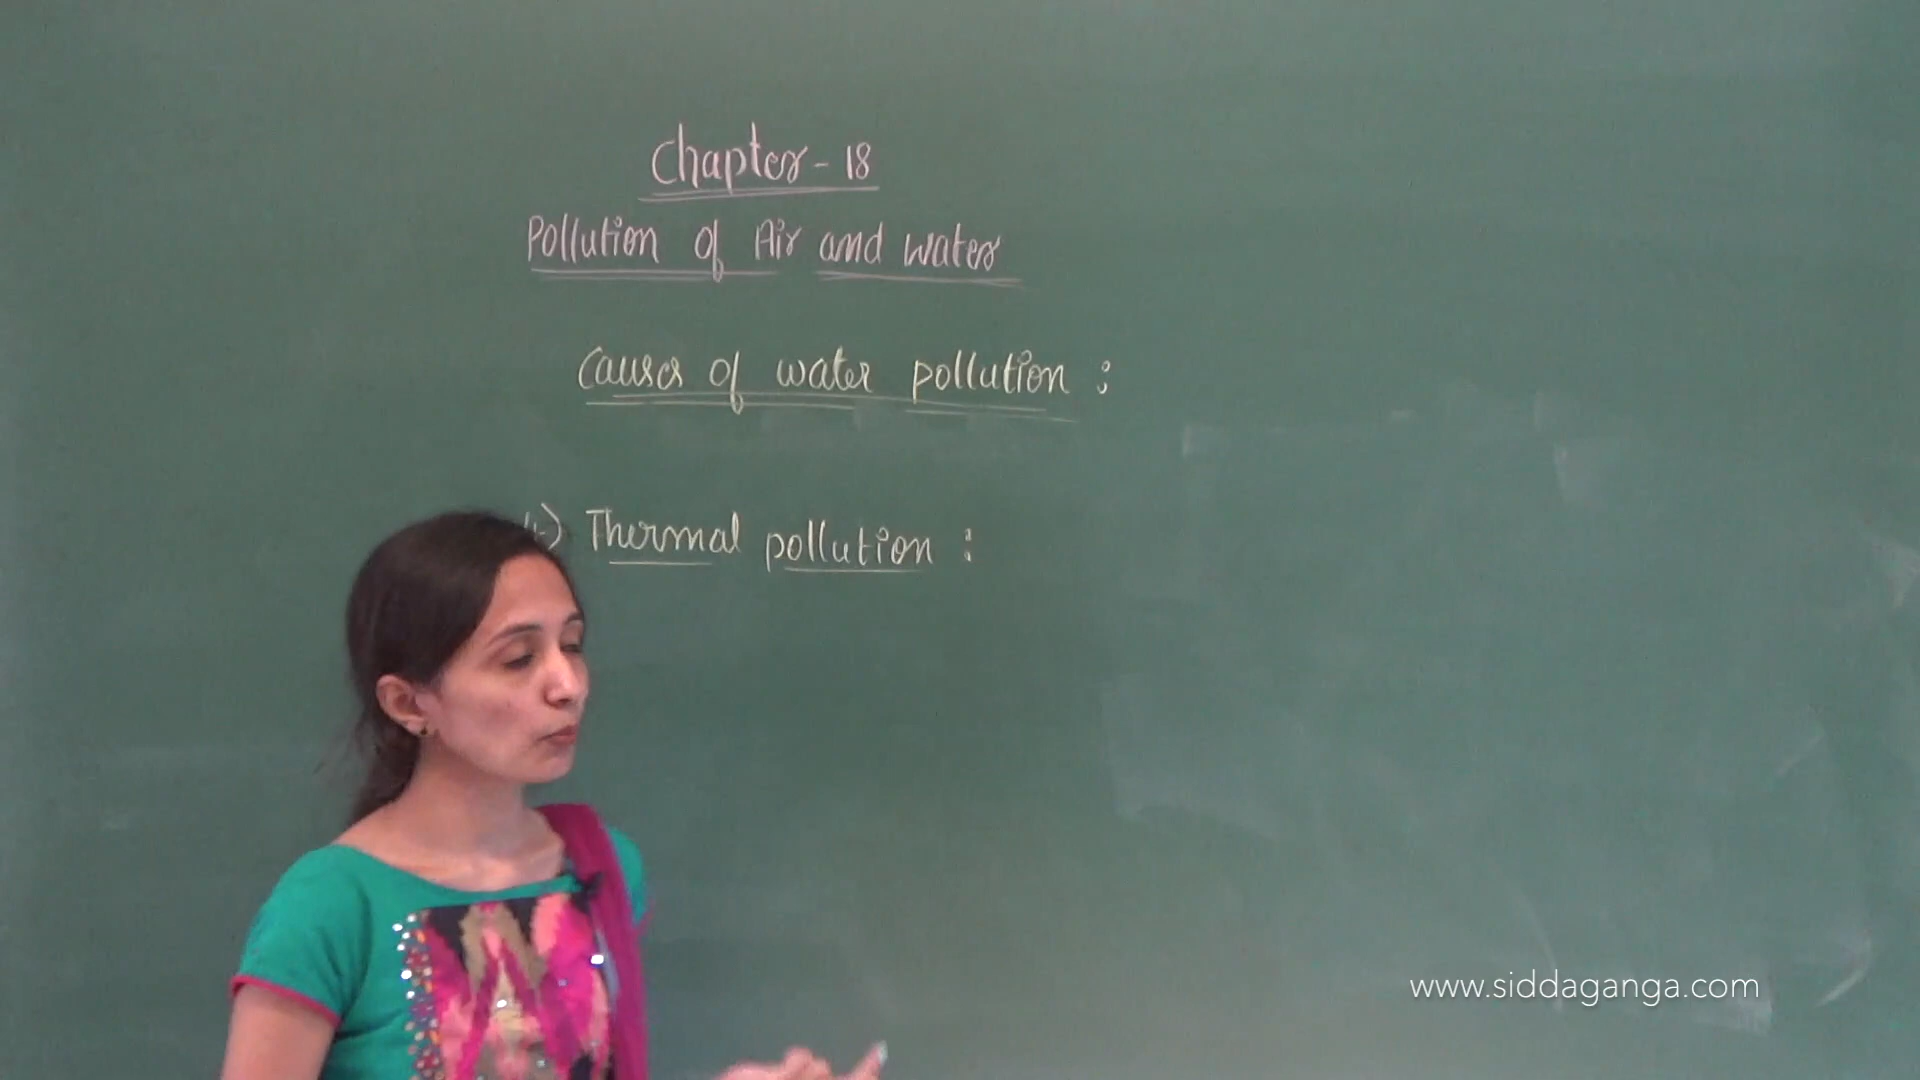 Chapter - 18
Pollution of Air and Water
Causes of water pollution :
Thermal pollution :
www.siddaganga.com